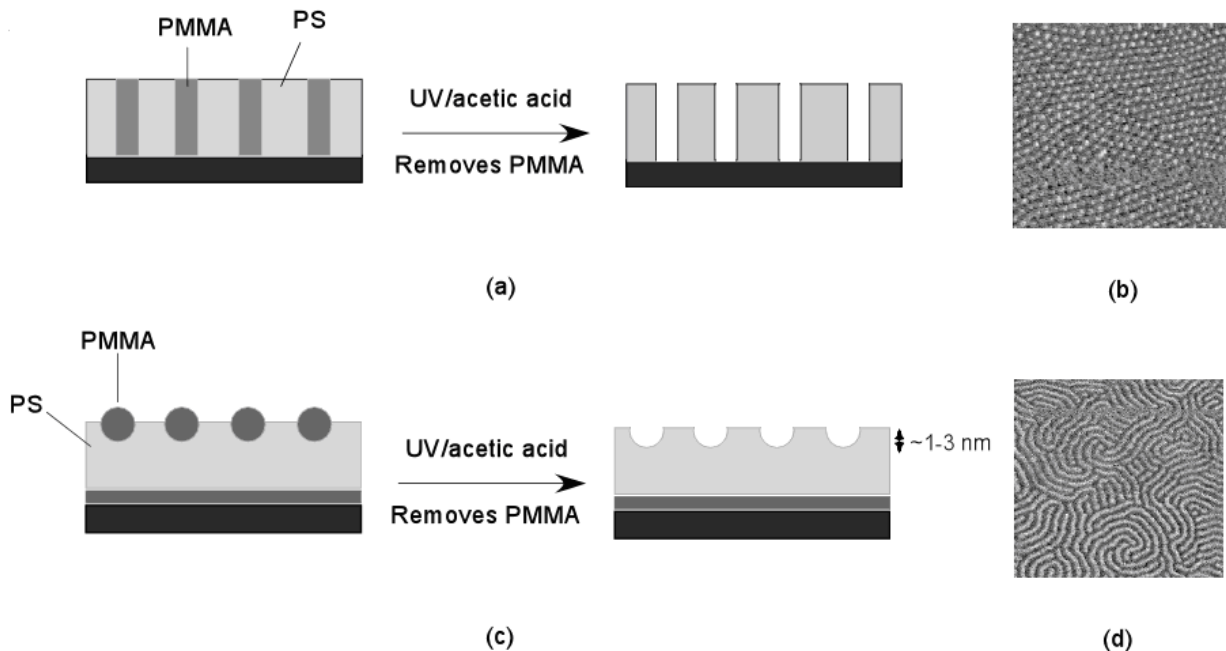 PMMA
PS
UV/acetic acid
Removes PMMA
(a)
(b)
PMMA
PS
UV/acetic acid
Removes PMMA
~1-3 nm
(c)
(d)